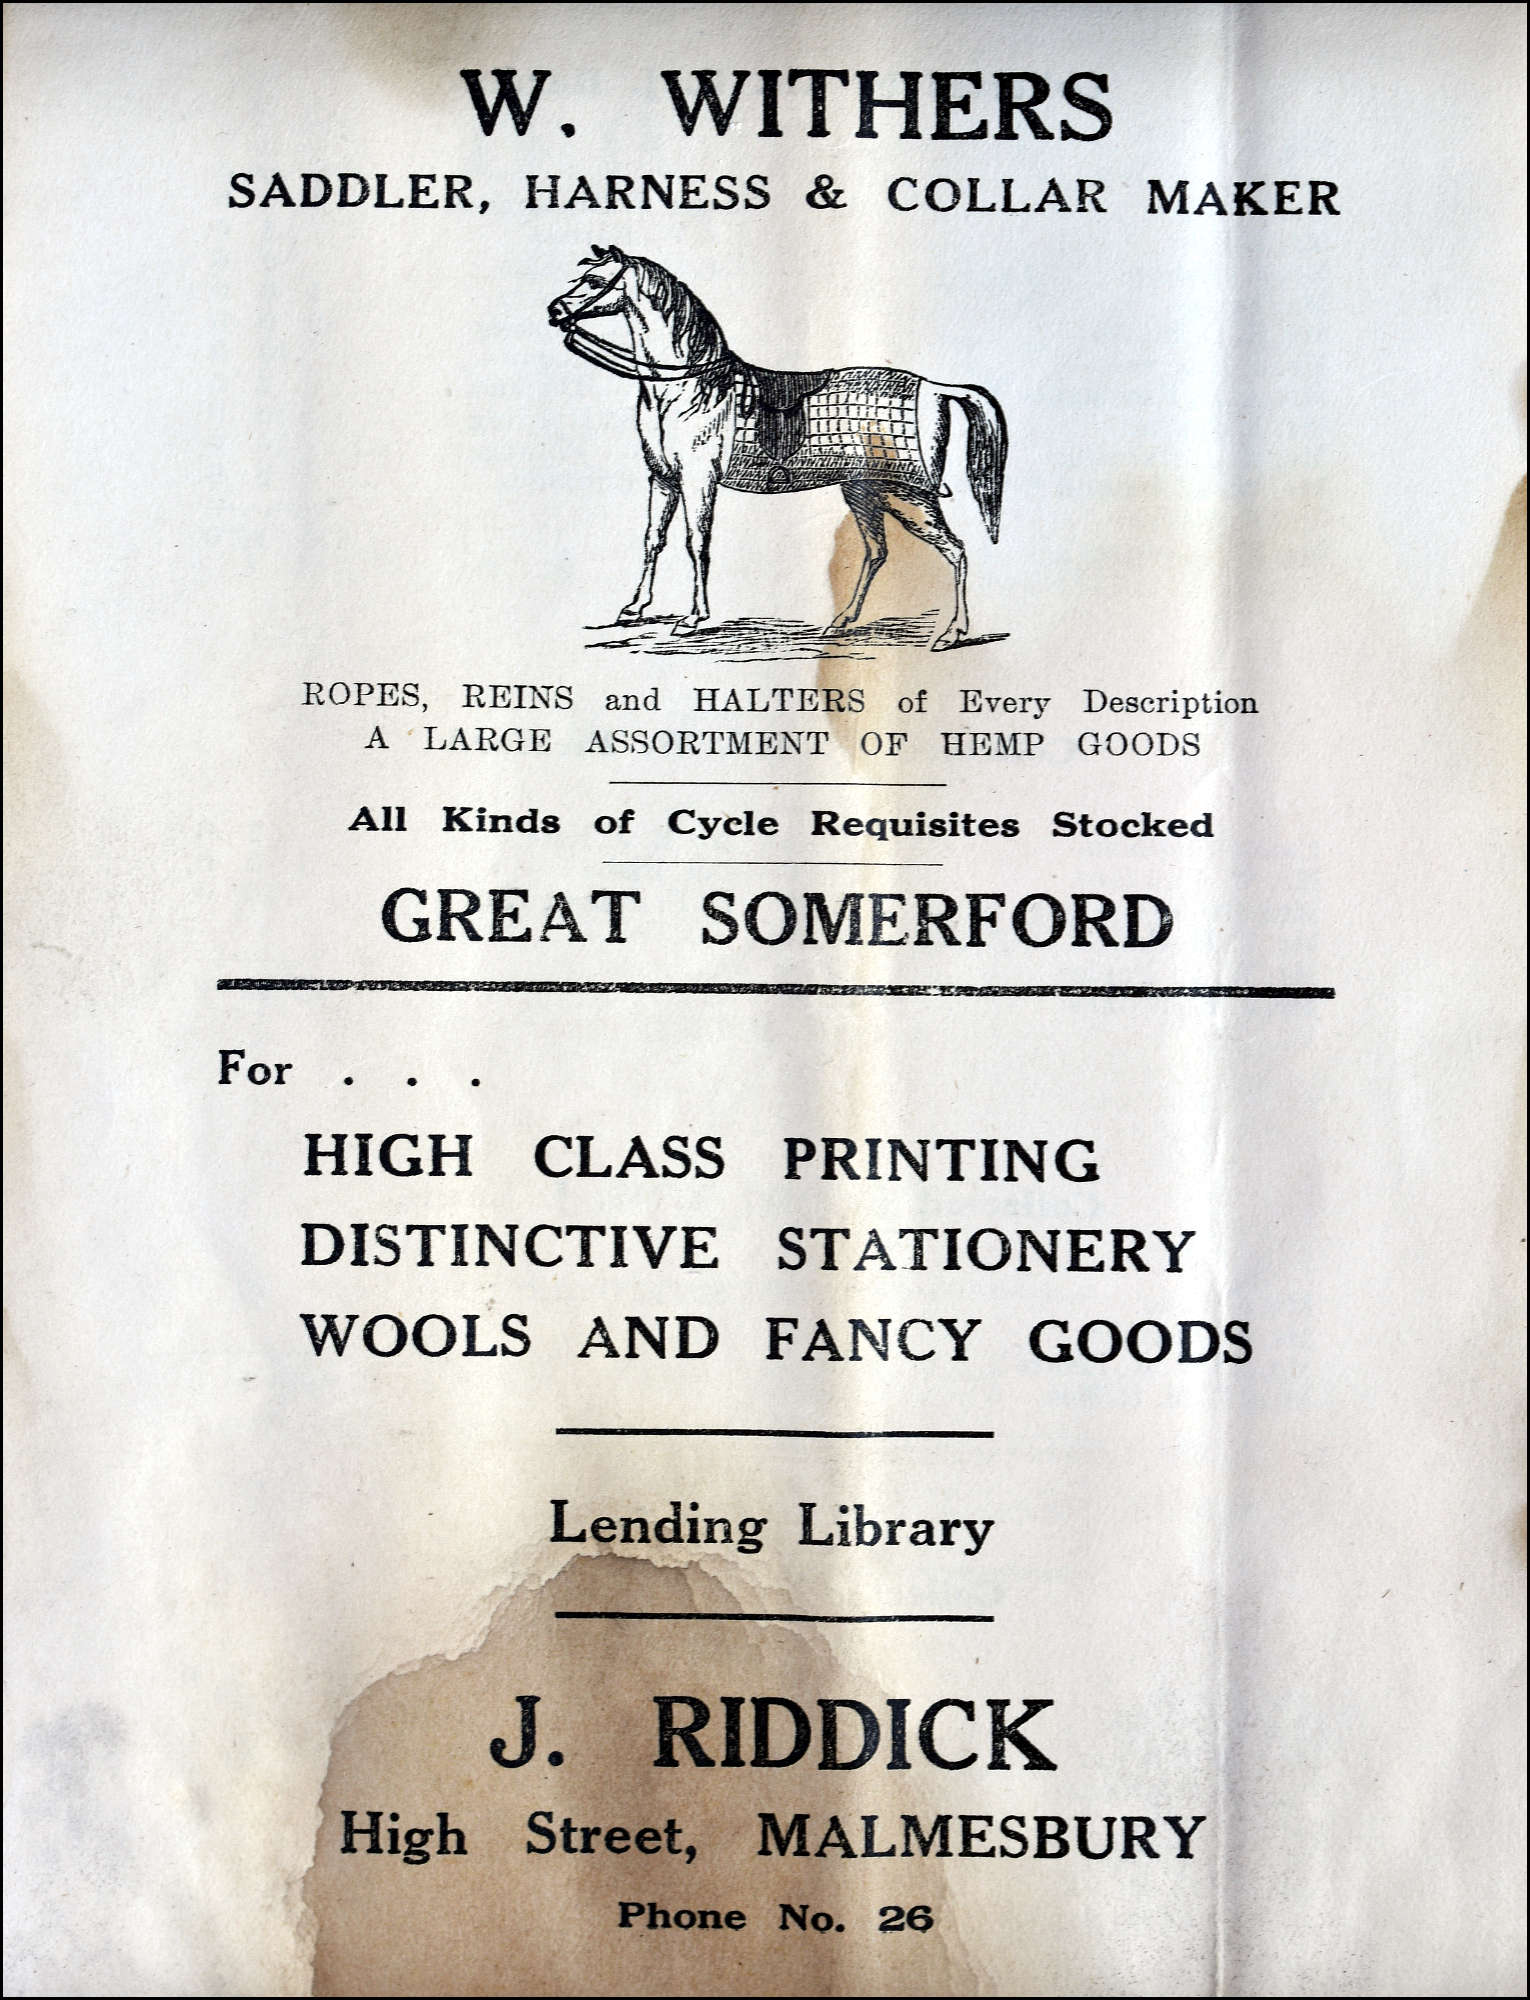 W. WITHERS
SADDLER, HARNESS & COLLAR MAKER
ROPES, REINS and HALTERS of Every Description
A LARGE ASSORTMENT OF HEMP GOODS
All Kinds of Cycle Requisites Stocked
GREAT SOMERFORD
For . . .
HIGH CLASS PRINTING
DISTINCTIVE STATIONERY
WOOLS AND FANCY GOODS
Lending Library
J. RIDDICK
High Street, MALMESBURY
Phone No. 26